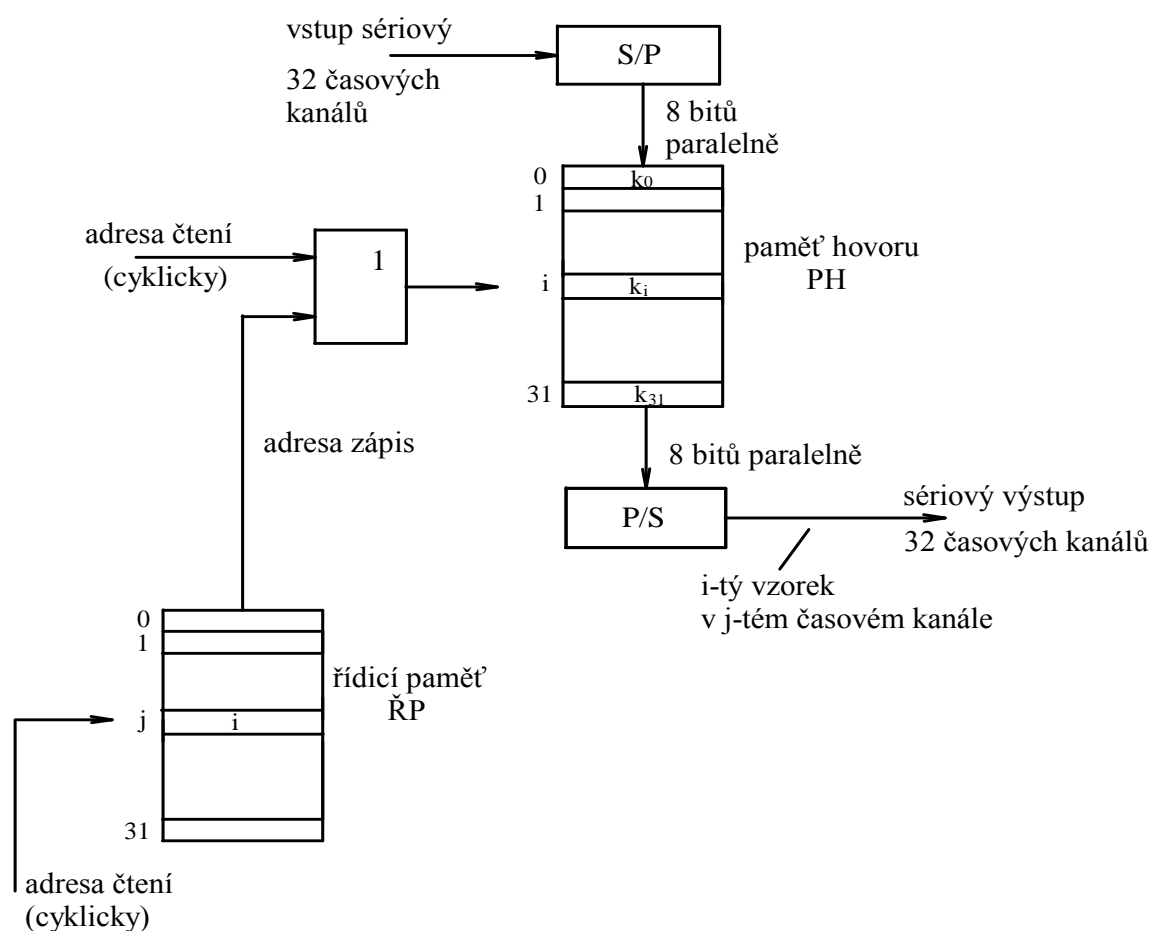 vstup sériový
32 časových
kanálů
S/P
8 bitů
paralelně
0
k0
1
adresa čtení
(cyklicky)
1
i
ki
paměť hovoru
PH
31
k31
adresa zápis
8 bitů paralelně
P/S
sériový výstup
32 časových kanálů
i-tý vzorek
v j-tém časovém kanále
0
1
řídicí paměť
ŘP
j
i
31
adresa čtení
(cyklicky)